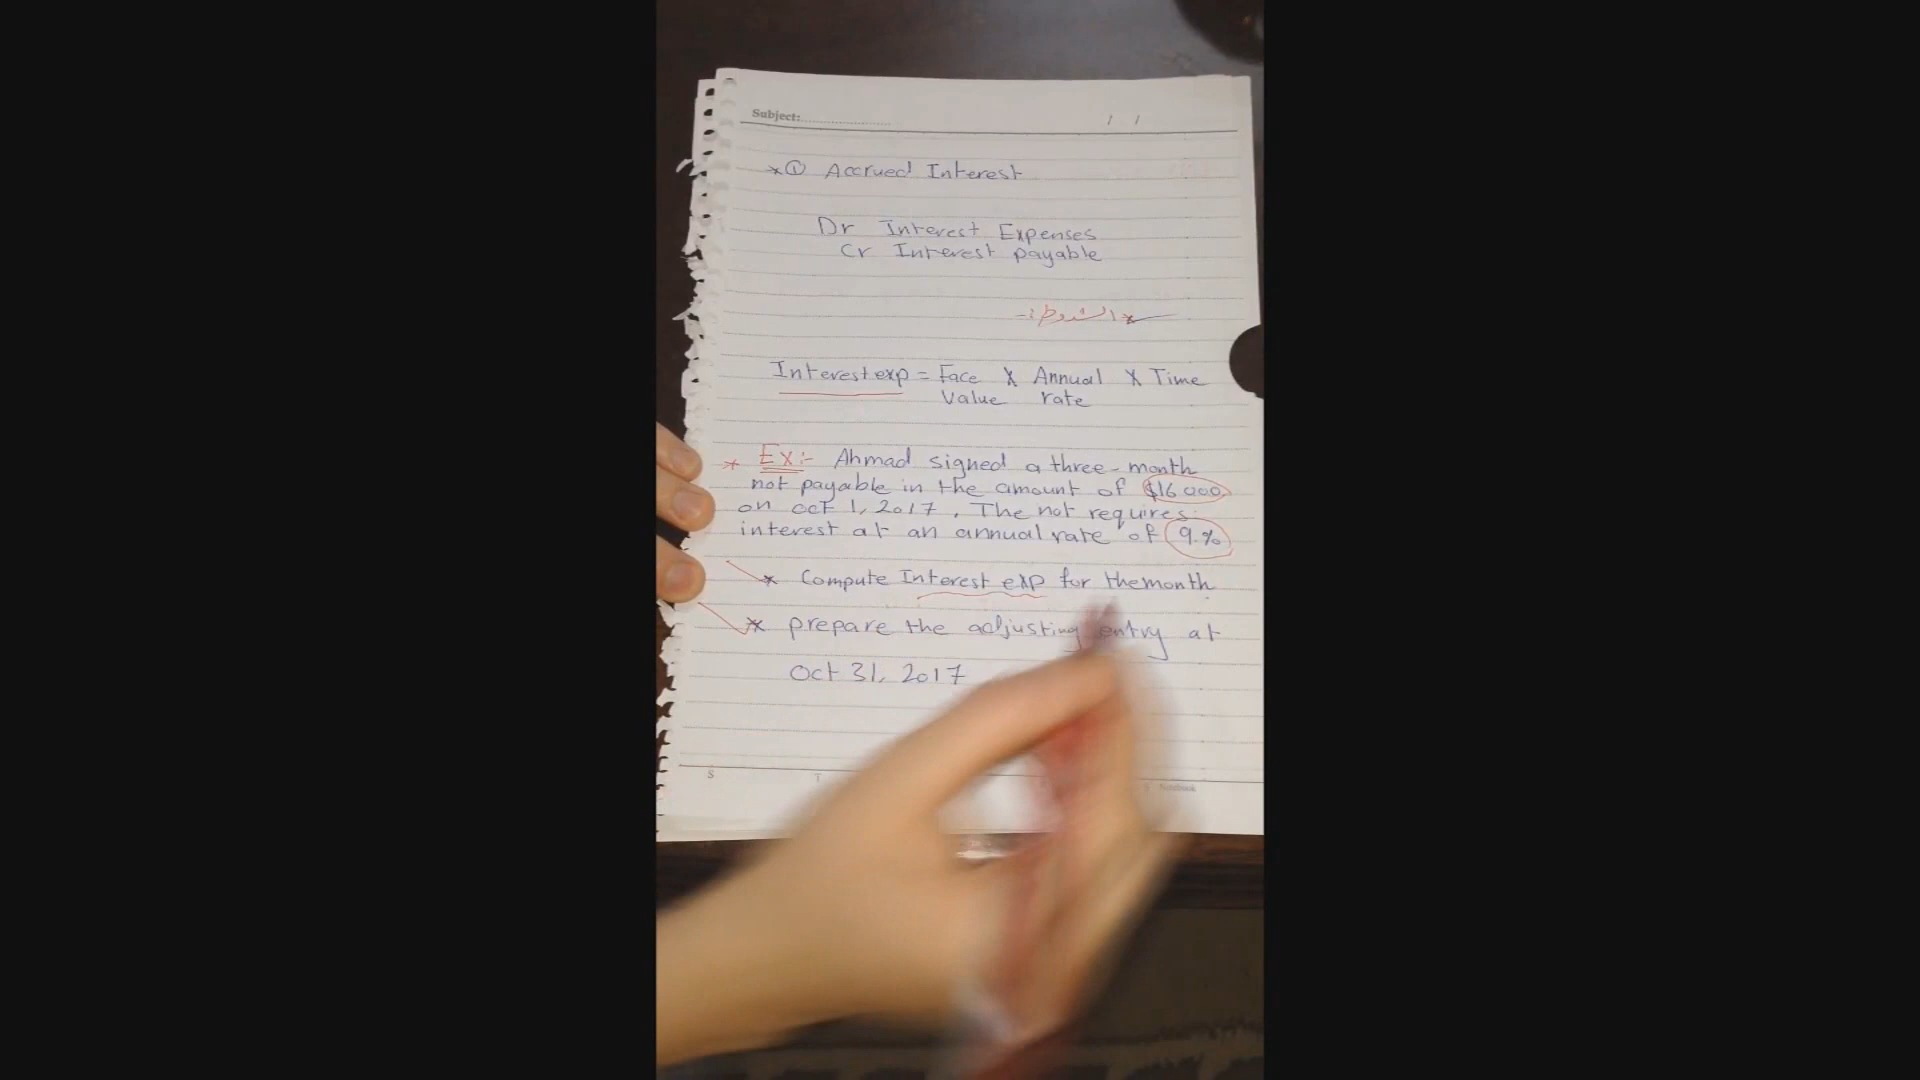 Subject:
/ /
*① Accrued Interest
Dr Interest Expenses
Cr Interest payable
* الشروط :-
Interest exp = Face X Annual X Time
Value rate
* Ex:- Ahmad signed a three-month
not payable in the amount of $16000
on oct 1, 2017. The not requires
interest at an annual rate of 9%
* Compute Interest exp for the month
* prepare the adjusting entry at
Oct 31, 2017
S T Notebook